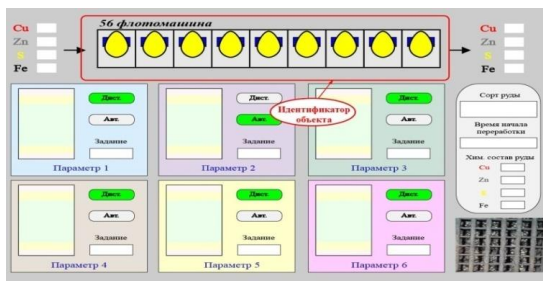 56 флотомашина
Cu
Zn
S
Fe
Cu
Zn
S
Fe
Идентификатор
объекта
Дист.
Авт.
Задание
Параметр 1
Дист.
Авт.
Задание
Параметр 2
Дист.
Авт.
Задание
Параметр 3
Дист.
Авт.
Задание
Параметр 4
Дист.
Авт.
Задание
Параметр 5
Дист.
Авт.
Задание
Параметр 6
Сорт руды
Время начала
переработки
Хим. состав руды
Cu
Zn
S
Fe